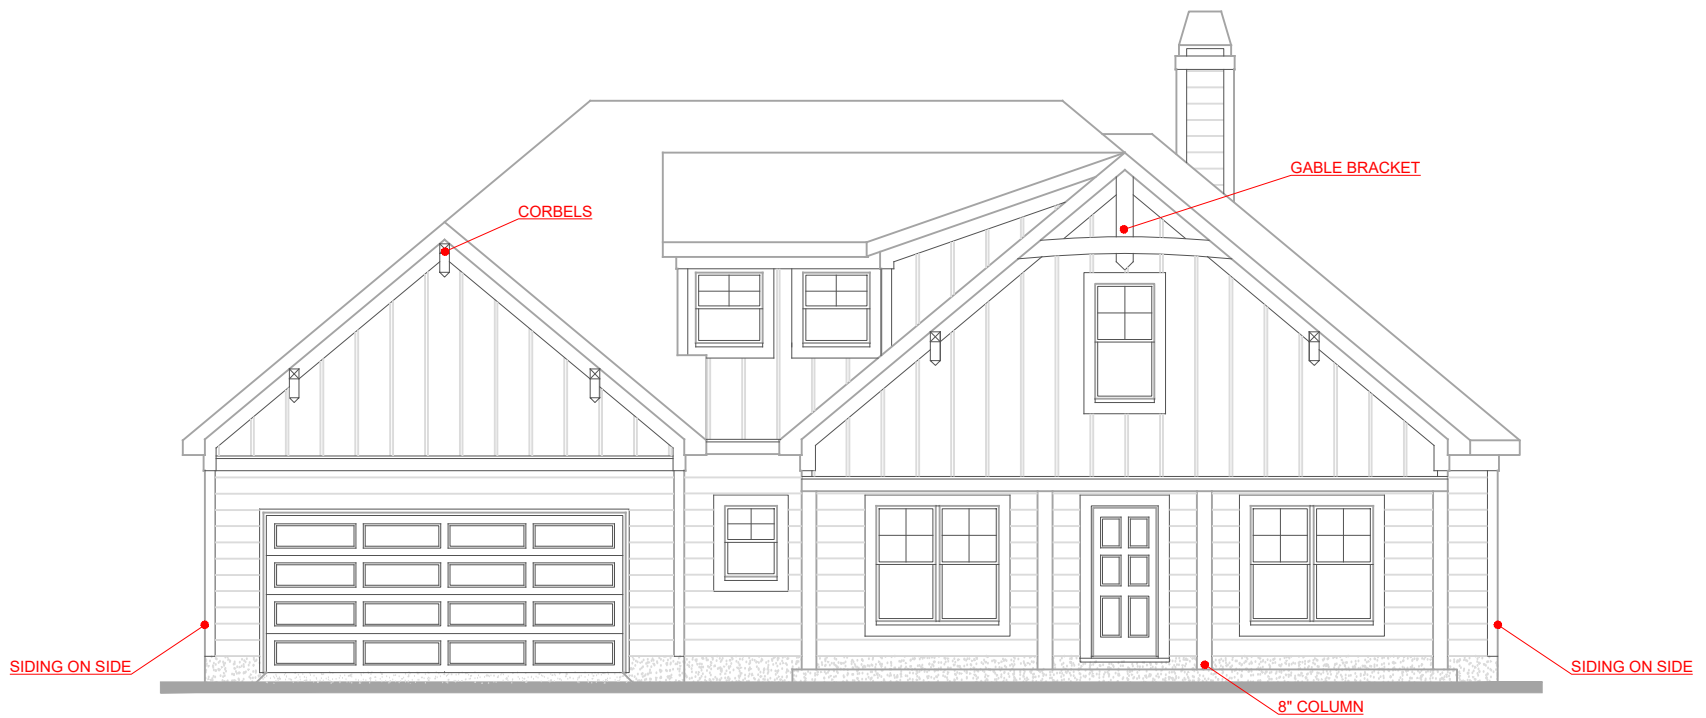 GABLE BRACKET
CORBELS
SIDING ON SIDE
SIDING ON SIDE
8" COLUMN